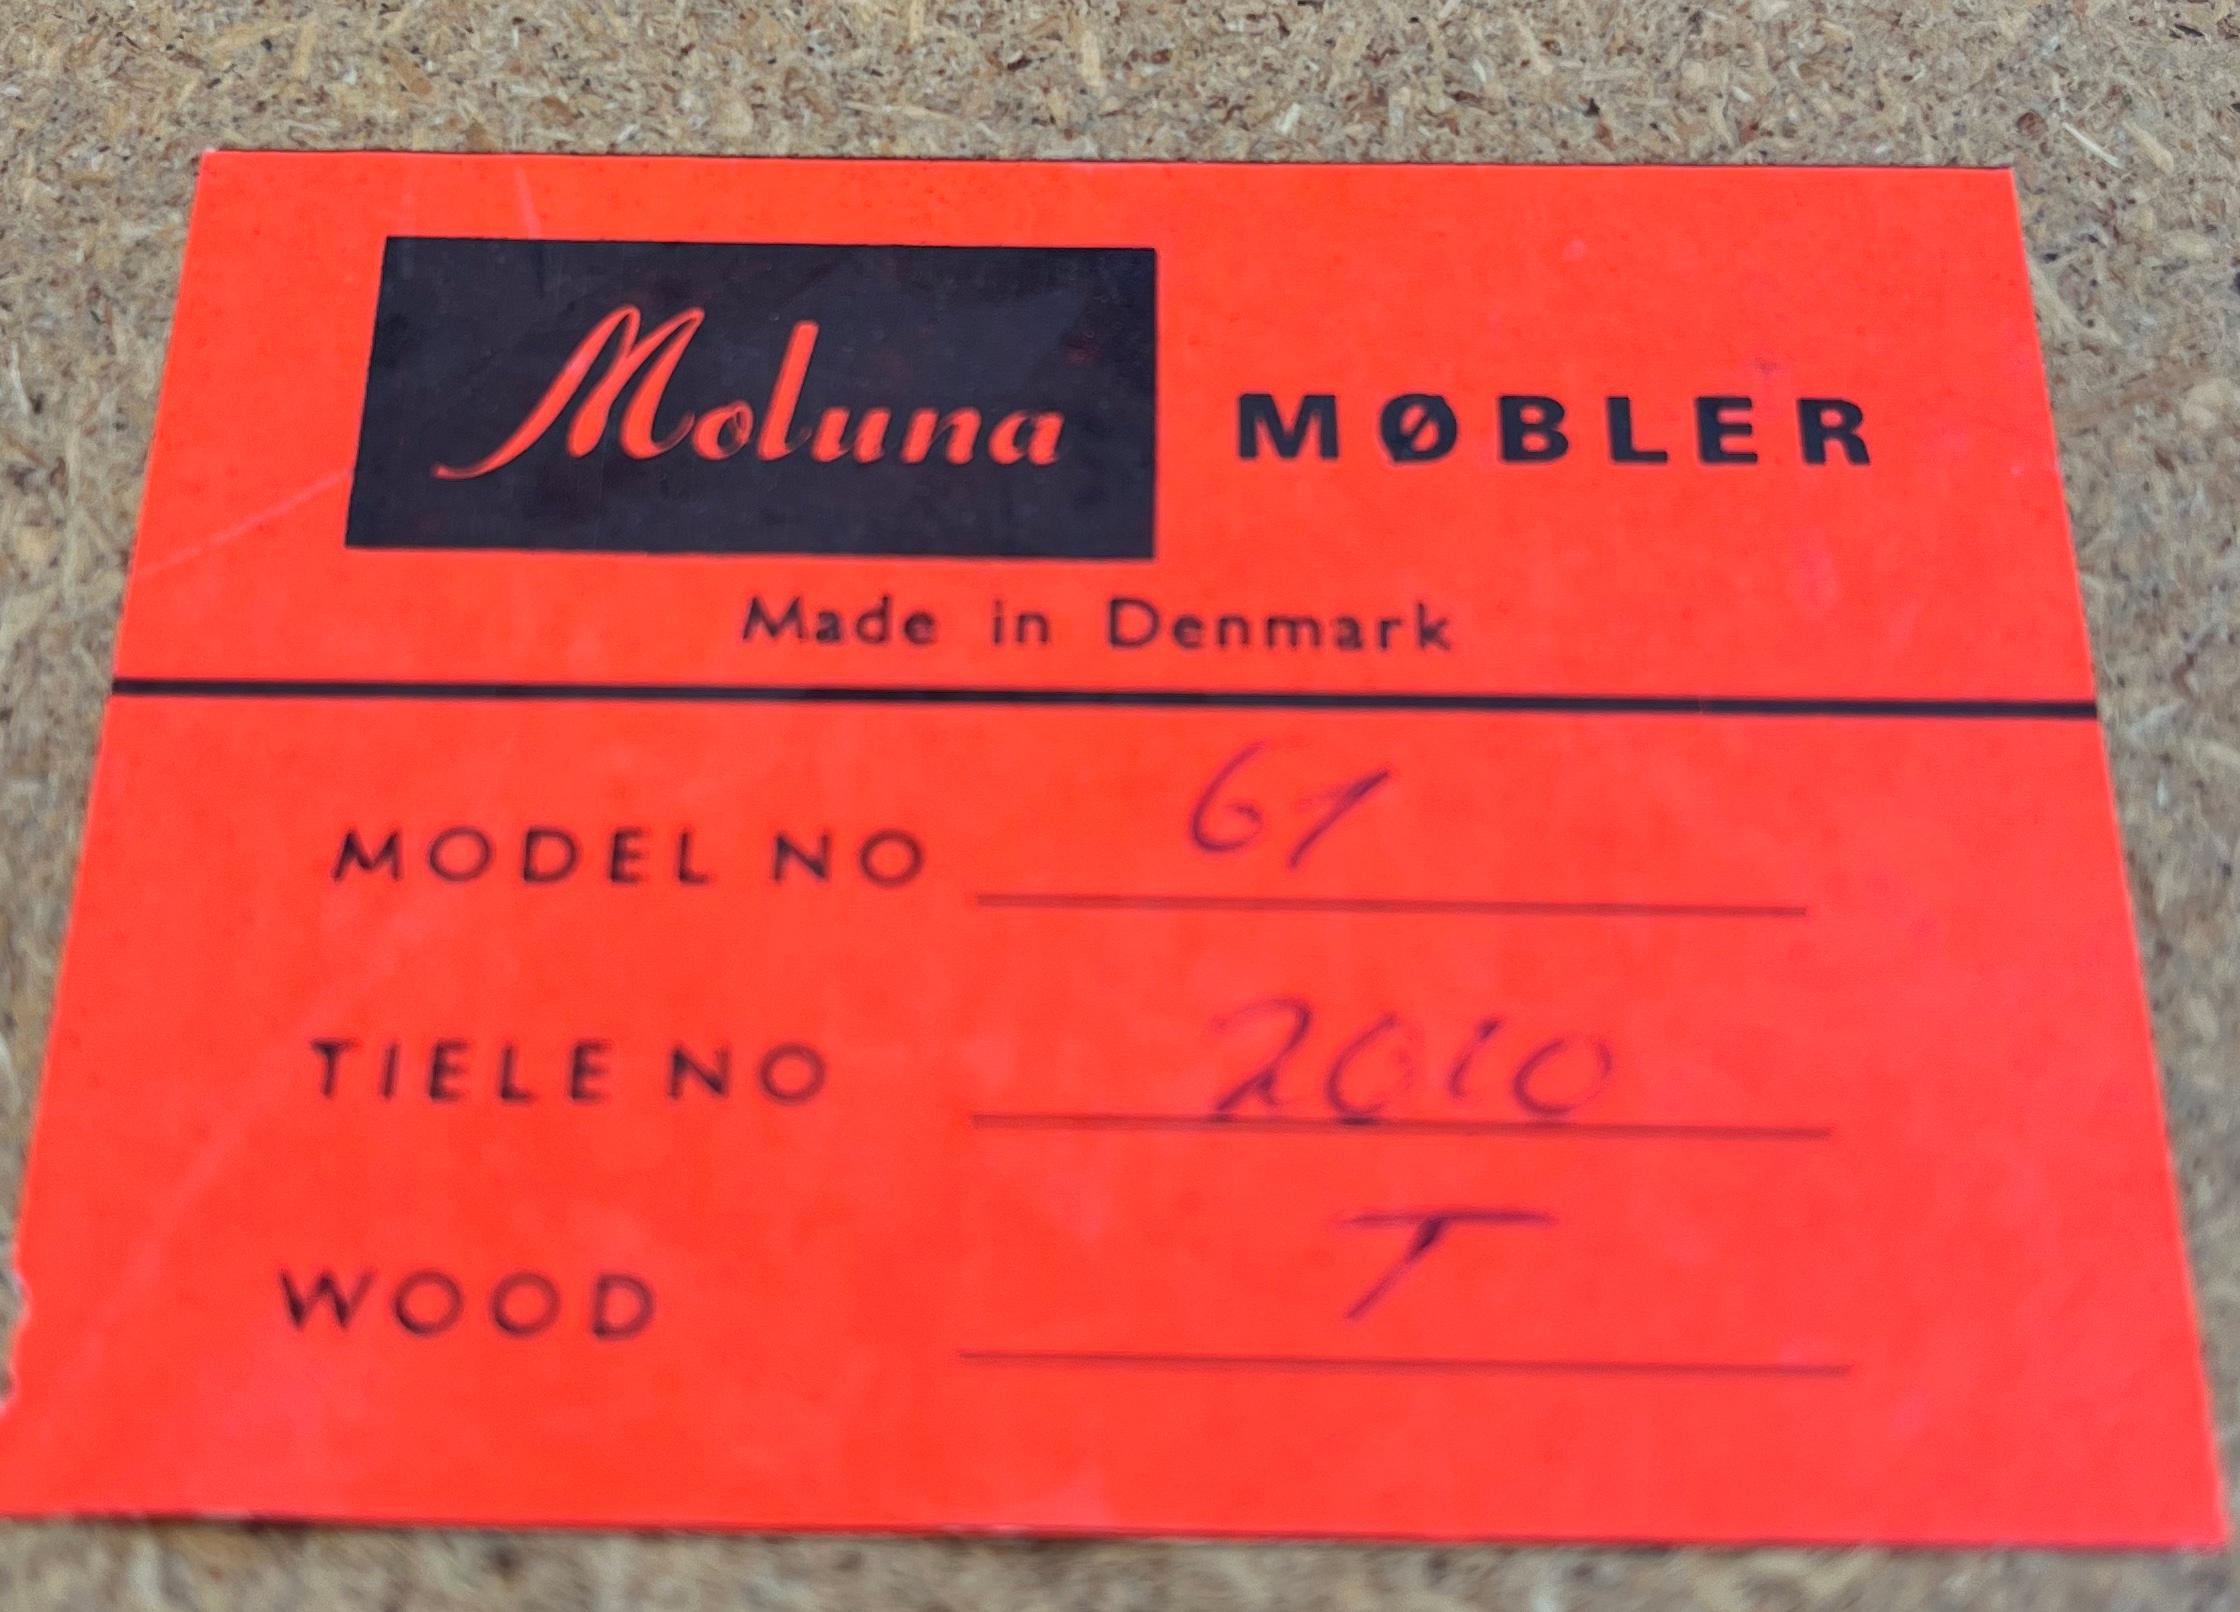 Moluna MØBLER
Made in Denmark
MODEL NO 61
TIELE NO 2010
WOOD T